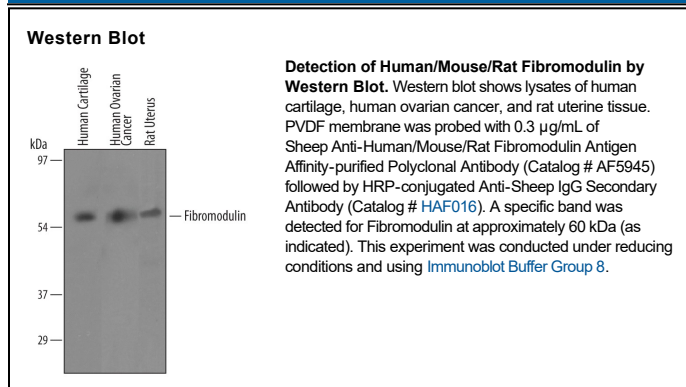 Western Blot
Human Cartilage
Human Ovarian
Cancer
Rat Uterus
kDa
97
Fibromodulin
54
37
29
Detection of Human/Mouse/Rat Fibromodulin by
Western Blot. Western blot shows lysates of human
cartilage, human ovarian cancer, and rat uterine tissue.
PVDF membrane was probed with 0.3 µg/mL of
Sheep Anti-Human/Mouse/Rat Fibromodulin Antigen
Affinity-purified Polyclonal Antibody (Catalog # AF5945)
followed by HRP-conjugated Anti-Sheep IgG Secondary
Antibody (Catalog # HAF016). A specific band was
detected for Fibromodulin at approximately 60 kDa (as
indicated). This experiment was conducted under reducing
conditions and using Immunoblot Buffer Group 8.